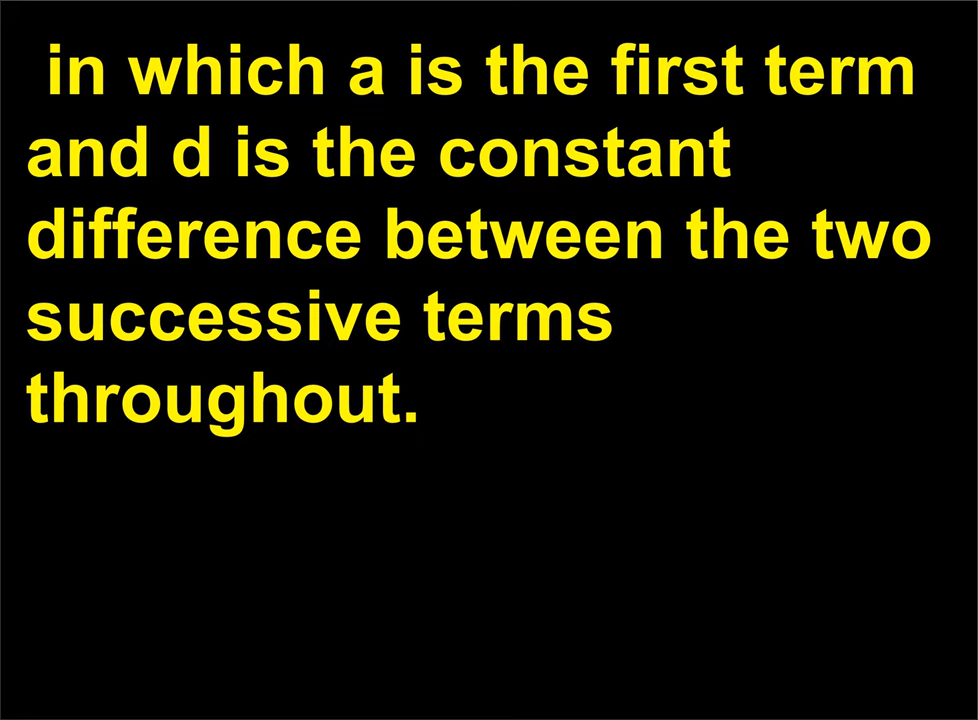 in which a is the first term
and d is the constant
difference between the two
successive terms
throughout.